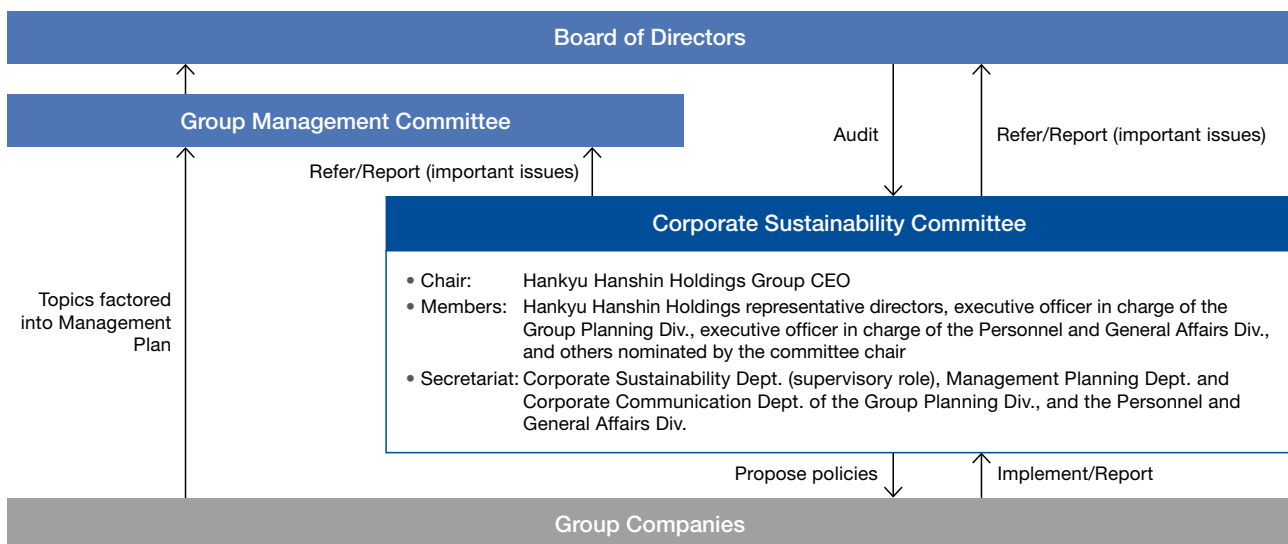 Board of Directors
Group Management Committee
Audit
Refer/Report (important issues)
Refer/Report (important issues)
Corporate Sustainability Committee
• Chair: Hankyu Hanshin Holdings Group CEO
• Members: Hankyu Hanshin Holdings representative directors, executive officer in charge of the
Group Planning Div., executive officer in charge of the Personnel and General Affairs Div.,
and others nominated by the committee chair
• Secretariat: Corporate Sustainability Dept. (supervisory role), Management Planning Dept. and
Corporate Communication Dept. of the Group Planning Div., and the Personnel and
General Affairs Div.
Topics factored
into Management
Plan
Propose policies
Implement/Report
Group Companies